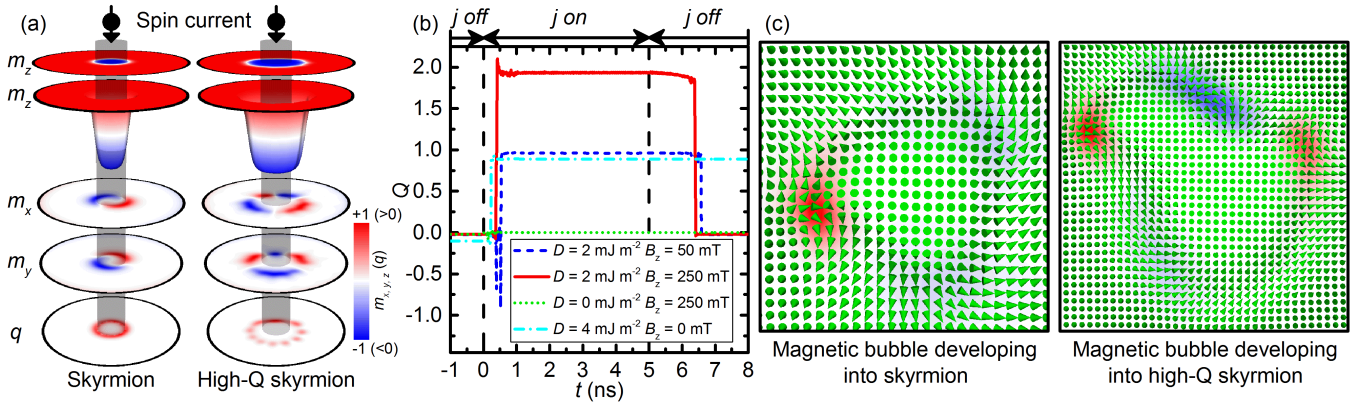 (a)
Spin current
m_z
m_z
m_x
m_y
q
+1 (>0)
m_x, y, z (q)
-1 (<0)
Skyrmion
High-Q skyrmion
(b)
j off
j on
j off
2.0
1.5
1.0
0.5
0.0
-0.5
-1.0
Q
D = 2 mJ m⁻² B_z = 50 mT
D = 2 mJ m⁻² B_z = 250 mT
D = 0 mJ m⁻² B_z = 250 mT
D = 4 mJ m⁻² B_z = 0 mT
-1 0 1 2 3 4 5 6 7 8
t (ns)
(c)
Magnetic bubble developing
into skyrmion
Magnetic bubble developing
into high-Q skyrmion